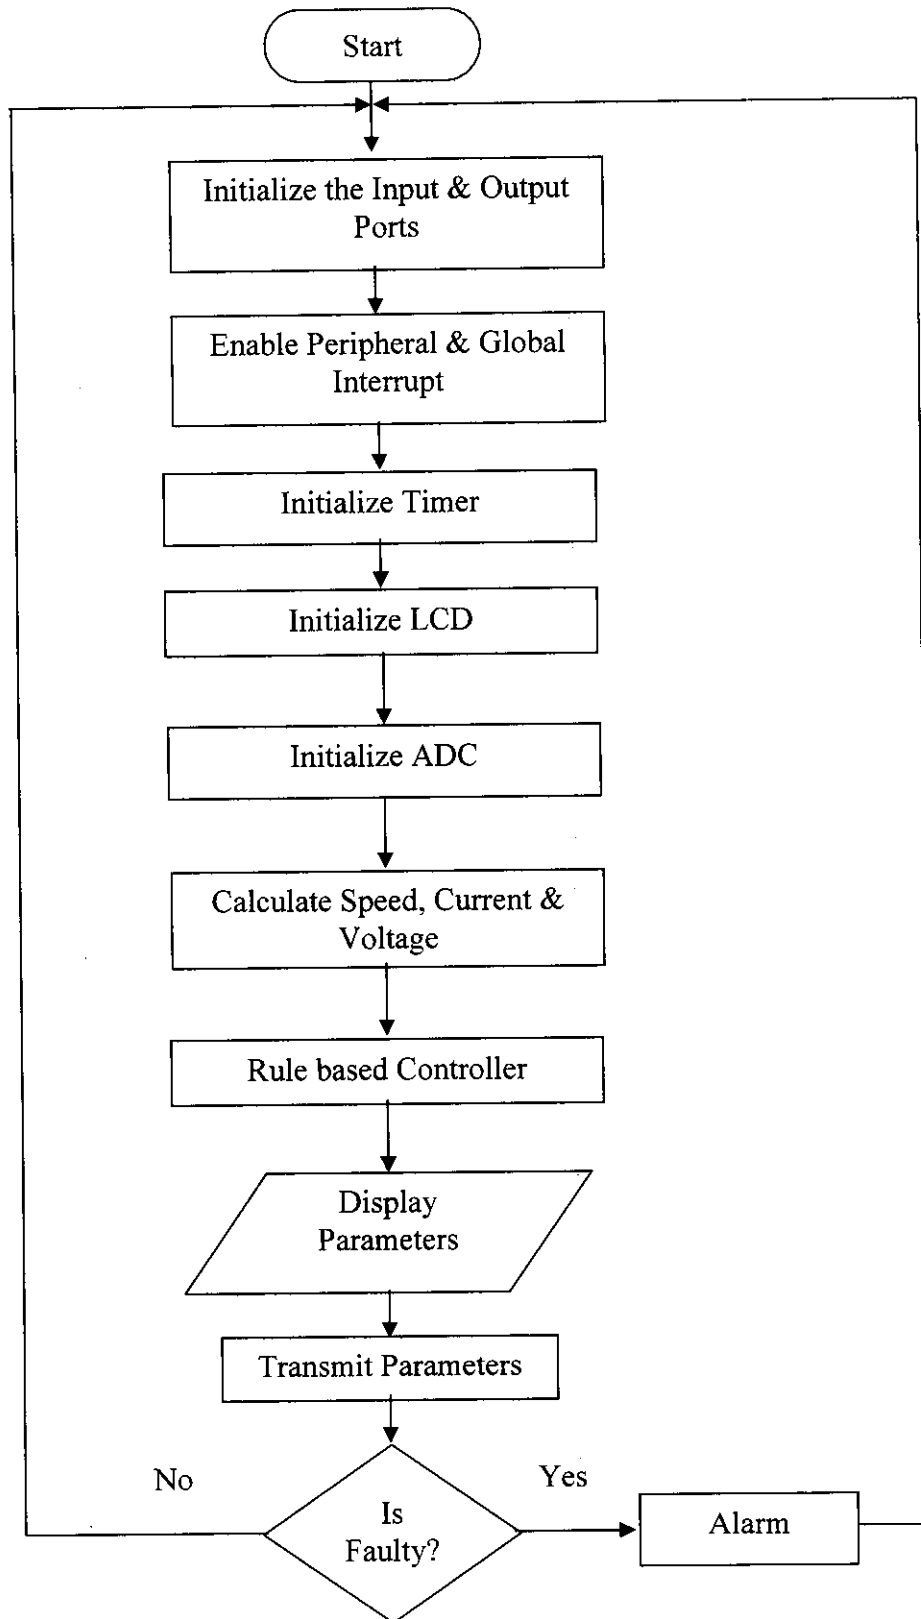 Start
Initialize the Input & Output
Ports
Enable Peripheral & Global
Interrupt
Initialize Timer
Initialize LCD
Initialize ADC
Calculate Speed, Current &
Voltage
Rule based Controller
Display
Parameters
Transmit Parameters
No
Yes
Is
Faulty?
Alarm